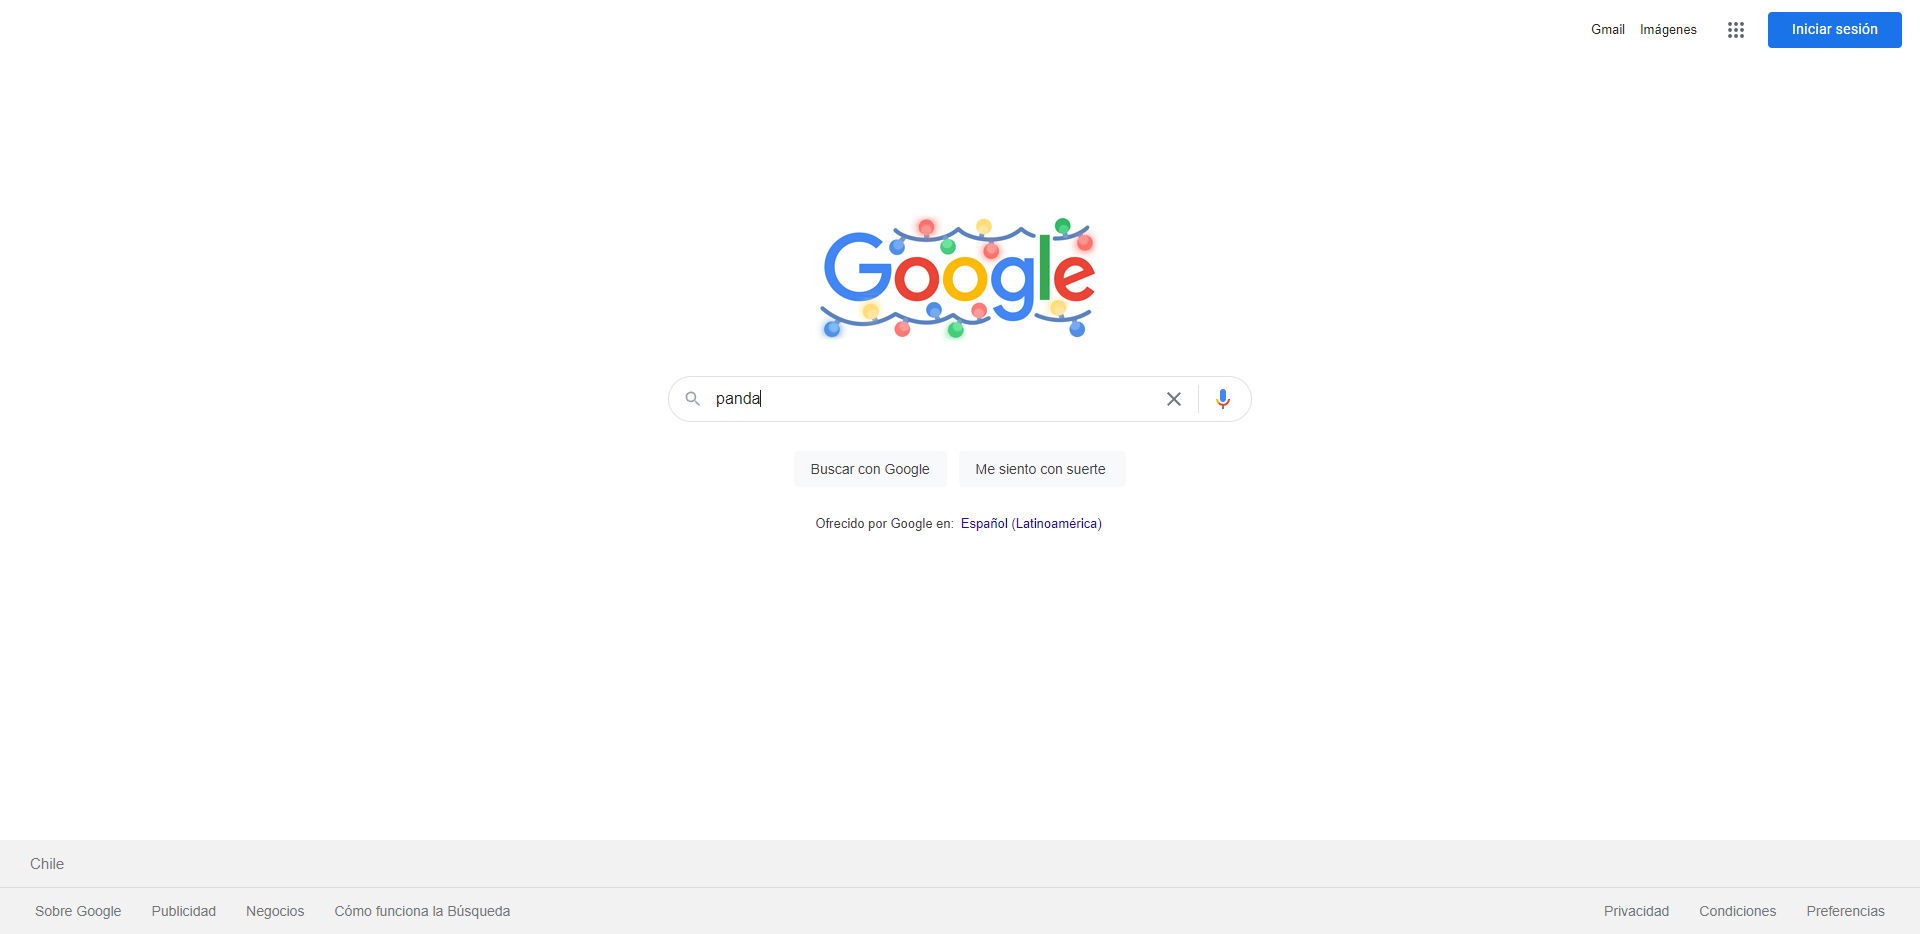 Gmail Imágenes Iniciar sesión
Google
panda
Buscar con Google Me siento con suerte
Ofrecido por Google en: Español (Latinoamérica)
Chile
Sobre Google Publicidad Negocios Cómo funciona la Búsqueda Privacidad Condiciones Preferencias